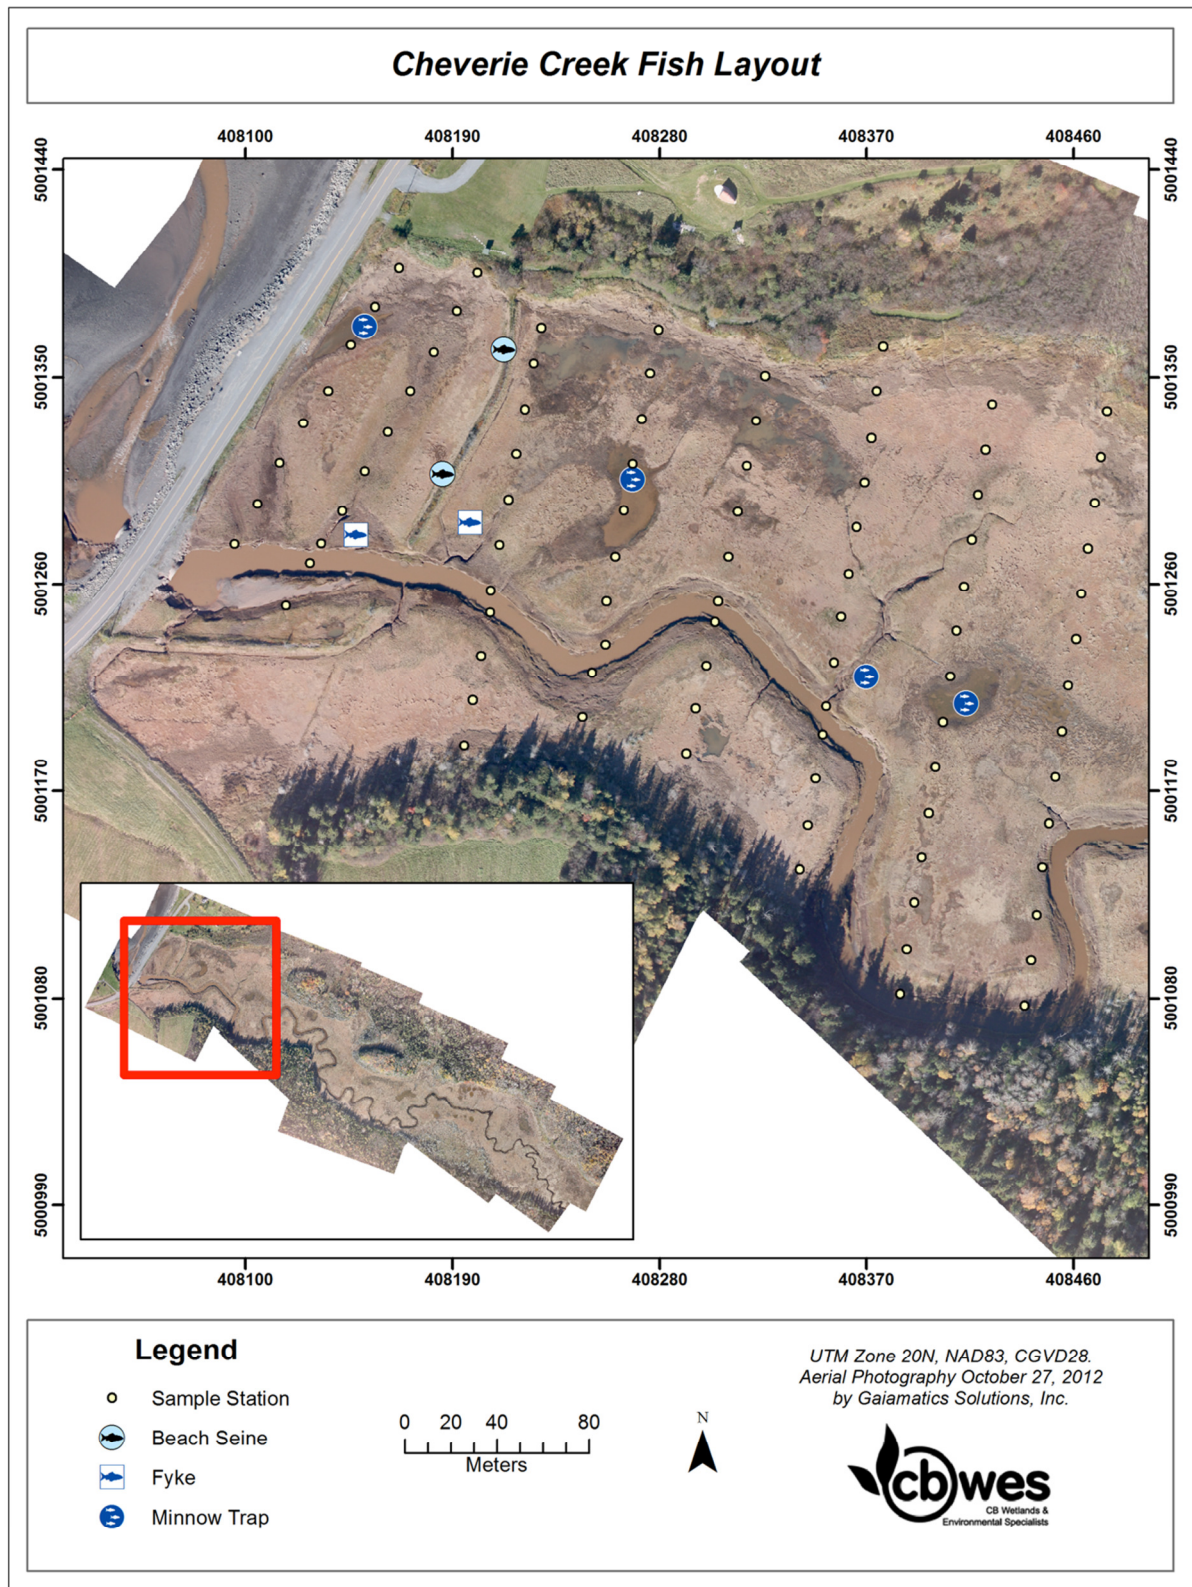 Cheverie Creek Fish Layout
408100 408190 408280 408370 408460
5001440 5001440
5001350 5001350
5001260 5001260
5001170 5001170
5001080 5001080
5000990 5000990
408100 408190 408280 408370 408460
Legend
Sample Station
Beach Seine
Fyke
Minnow Trap
0 20 40 80
Meters
N
UTM Zone 20N, NAD83, CGVD28.
Aerial Photography October 27, 2012
by Gaiamatics Solutions, Inc.
cbwes
CB Wetlands &
Environmental Specialists